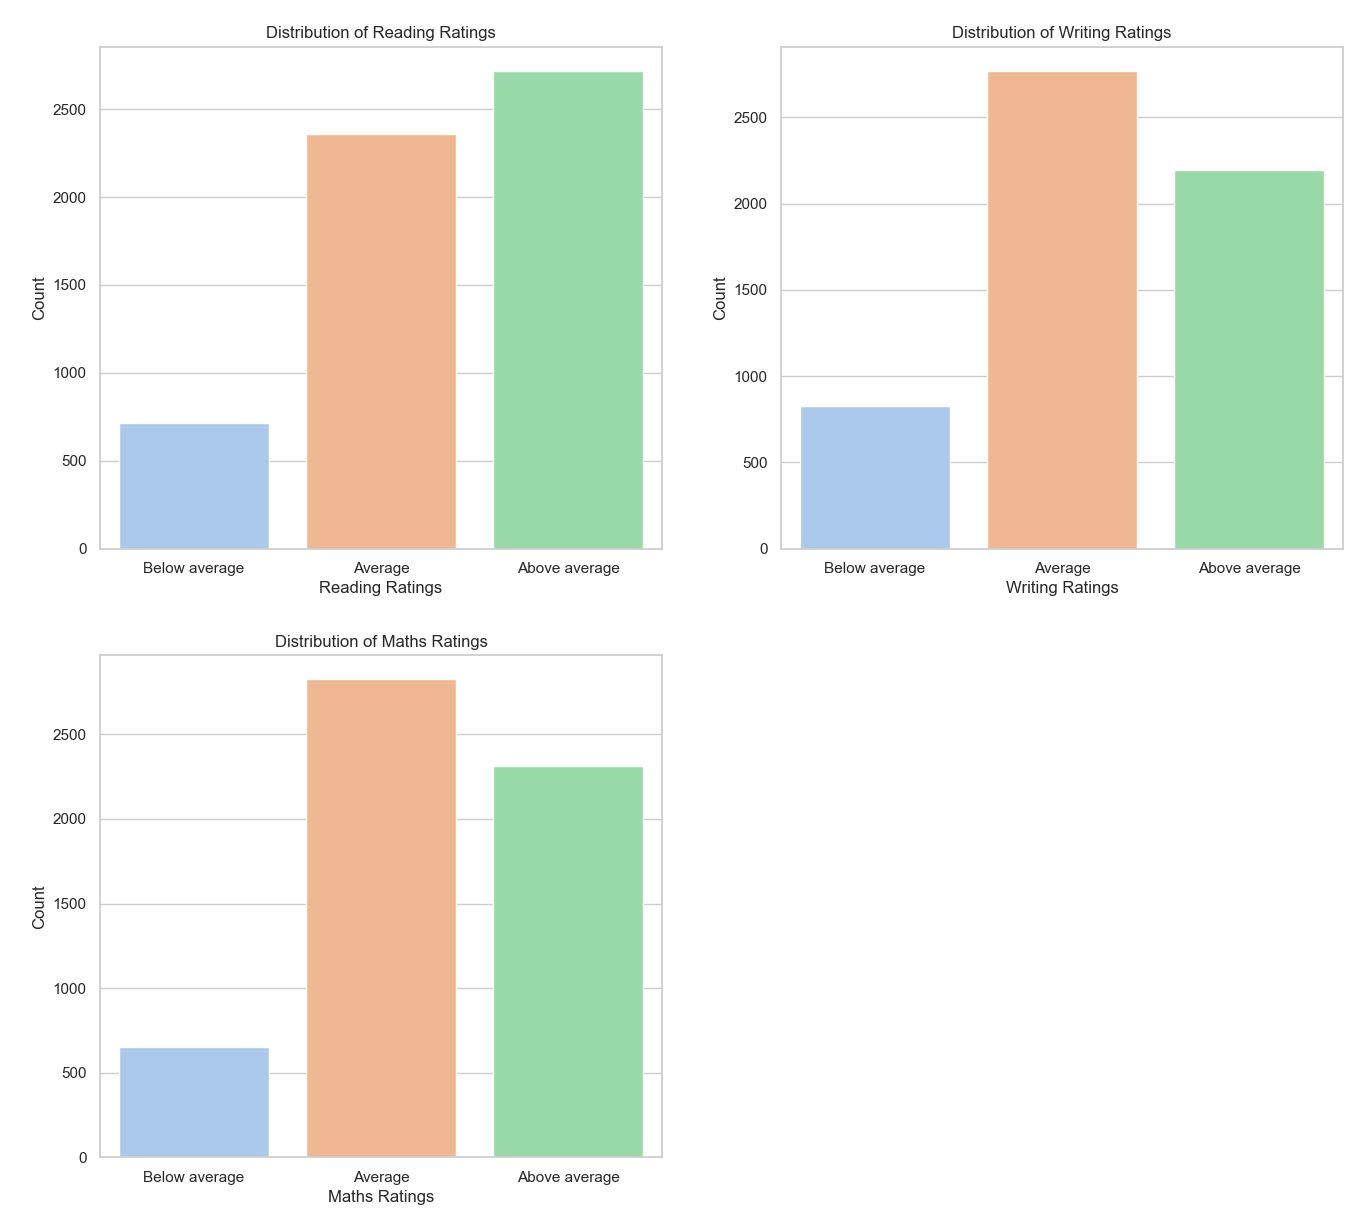 Distribution of Reading Ratings
2500
2000
1500
1000
500
0
Count
Below average
Average
Above average
Reading Ratings
Distribution of Writing Ratings
2500
2000
1500
1000
500
0
Count
Below average
Average
Above average
Writing Ratings
Distribution of Maths Ratings
2500
2000
1500
1000
500
0
Count
Below average
Average
Above average
Maths Ratings